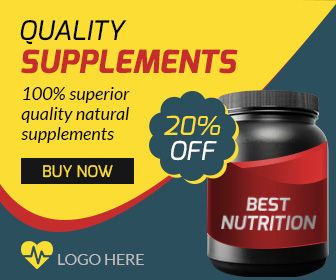 QUALITY
SUPPLEMENTS
100% superior
quality natural
supplements
20%
OFF
BUY NOW
BEST
NUTRITION
LOGO HERE